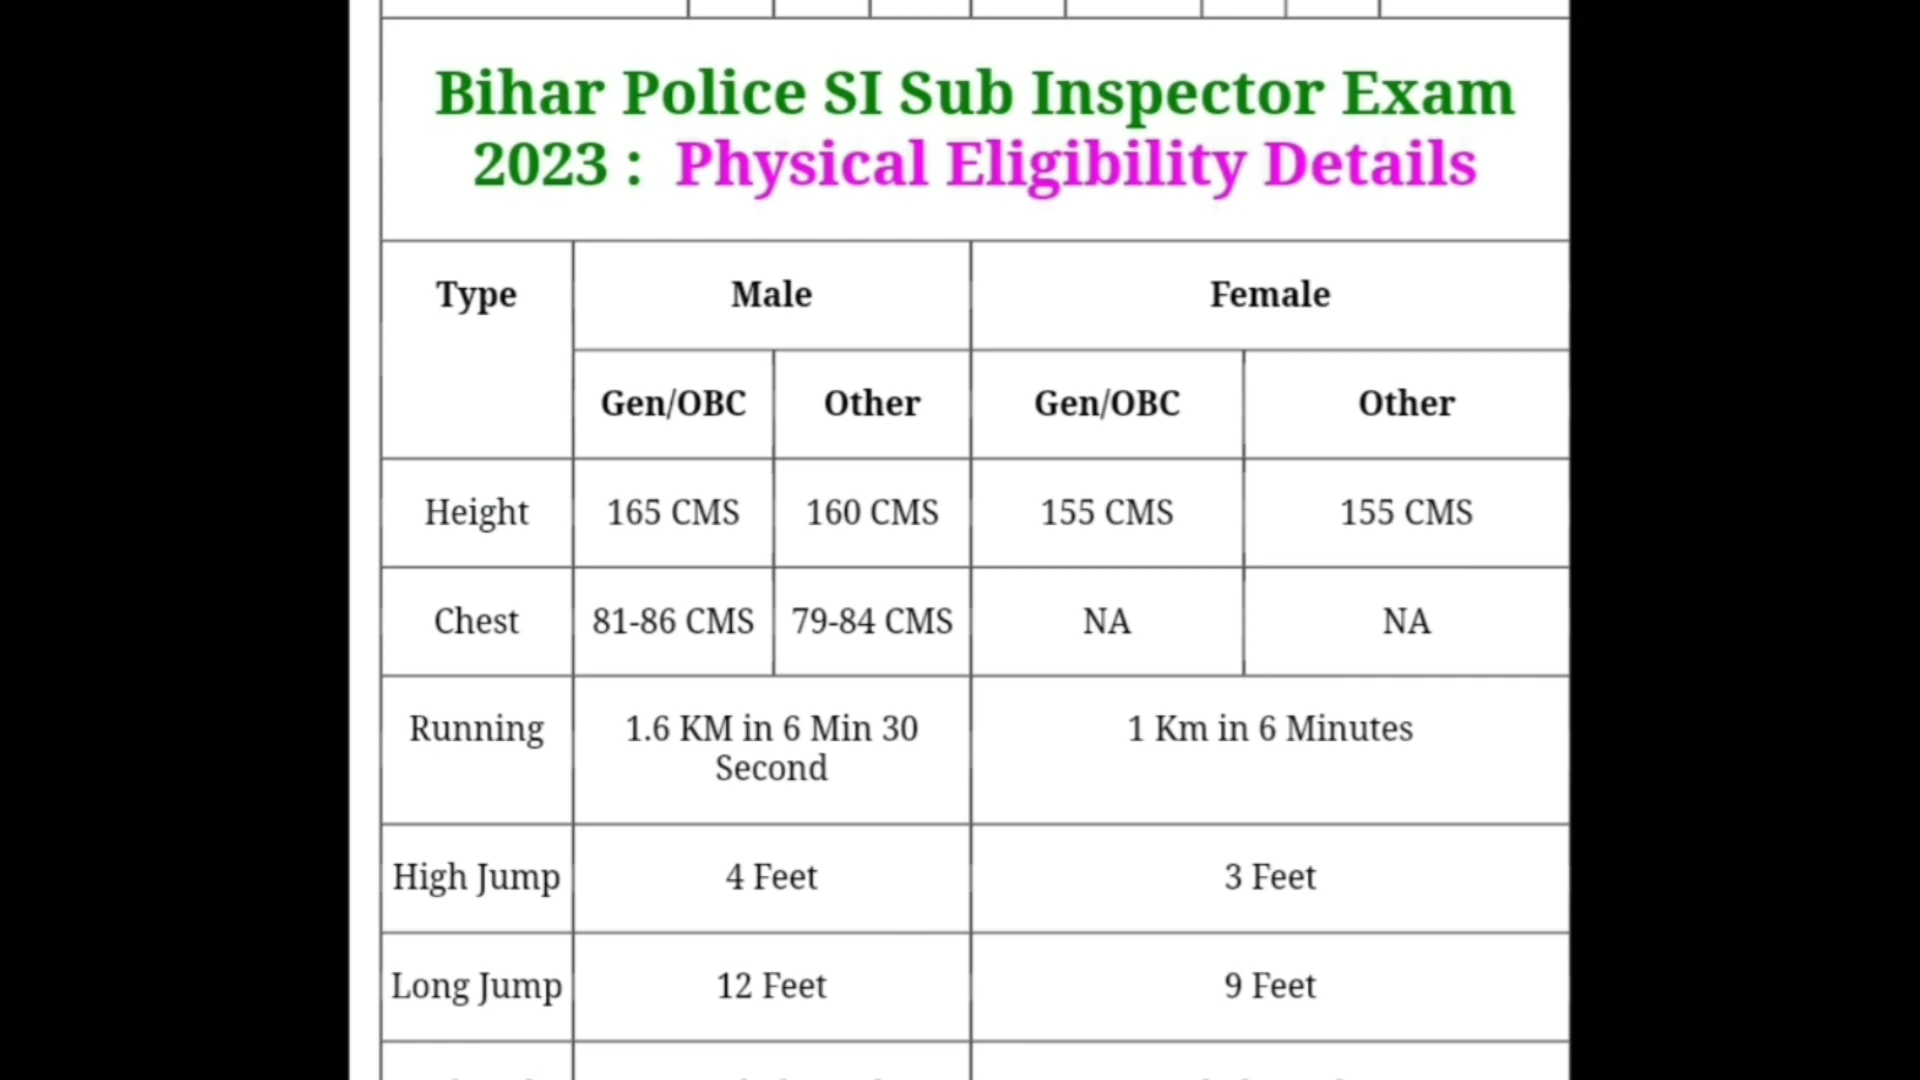 Bihar Police SI Sub Inspector Exam
2023 : Physical Eligibility Details
Type Male Female
Gen/OBC Other Gen/OBC Other
Height 165 CMS 160 CMS 155 CMS 155 CMS
Chest 81-86 CMS 79-84 CMS NA NA
Running 1.6 KM in 6 Min 30 1 Km in 6 Minutes
Second
High Jump 4 Feet 3 Feet
Long Jump 12 Feet 9 Feet